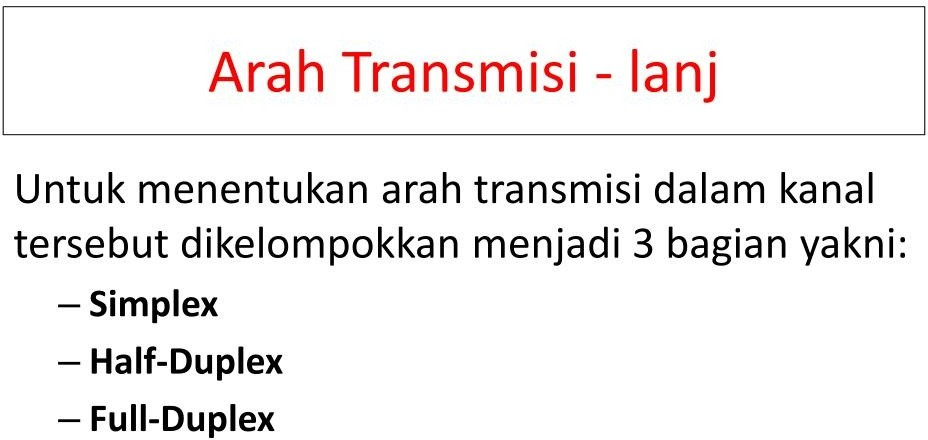 Arah Transmisi - lanj
Untuk menentukan arah transmisi dalam kanal
tersebut dikelompokkan menjadi 3 bagian yakni:
– Simplex
– Half-Duplex
– Full-Duplex